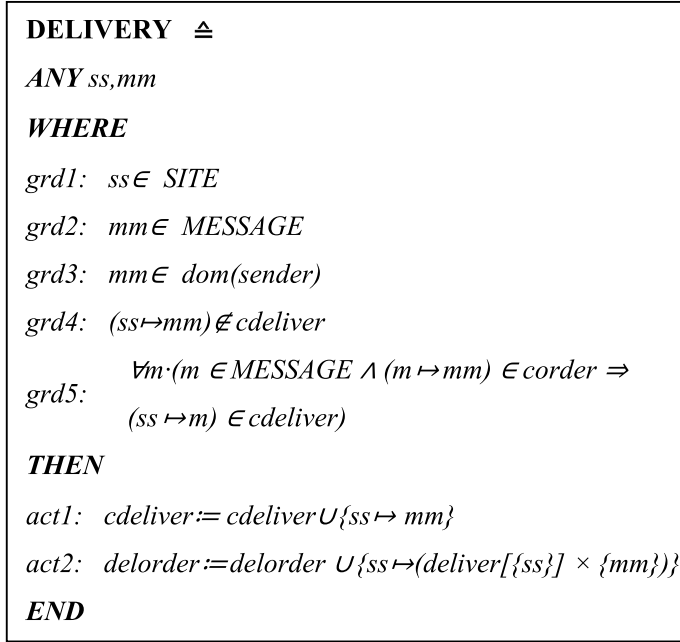 DELIVERY ≙
ANY ss,mm
WHERE
grd1: ss∈ SITE
grd2: mm∈ MESSAGE
grd3: mm∈ dom(sender)
grd4: (ss↦mm)∉cdeliver
grd5: ∀m·(m ∈MESSAGE ∧ (m ↦mm) ∈corder ⇒
(ss ↦m) ∈cdeliver)
THEN
act1: cdeliver≔ cdeliver∪{ss↦ mm}
act2: delorder≔delorder ∪{ss↦(deliver[{ss}] × {mm})}
END